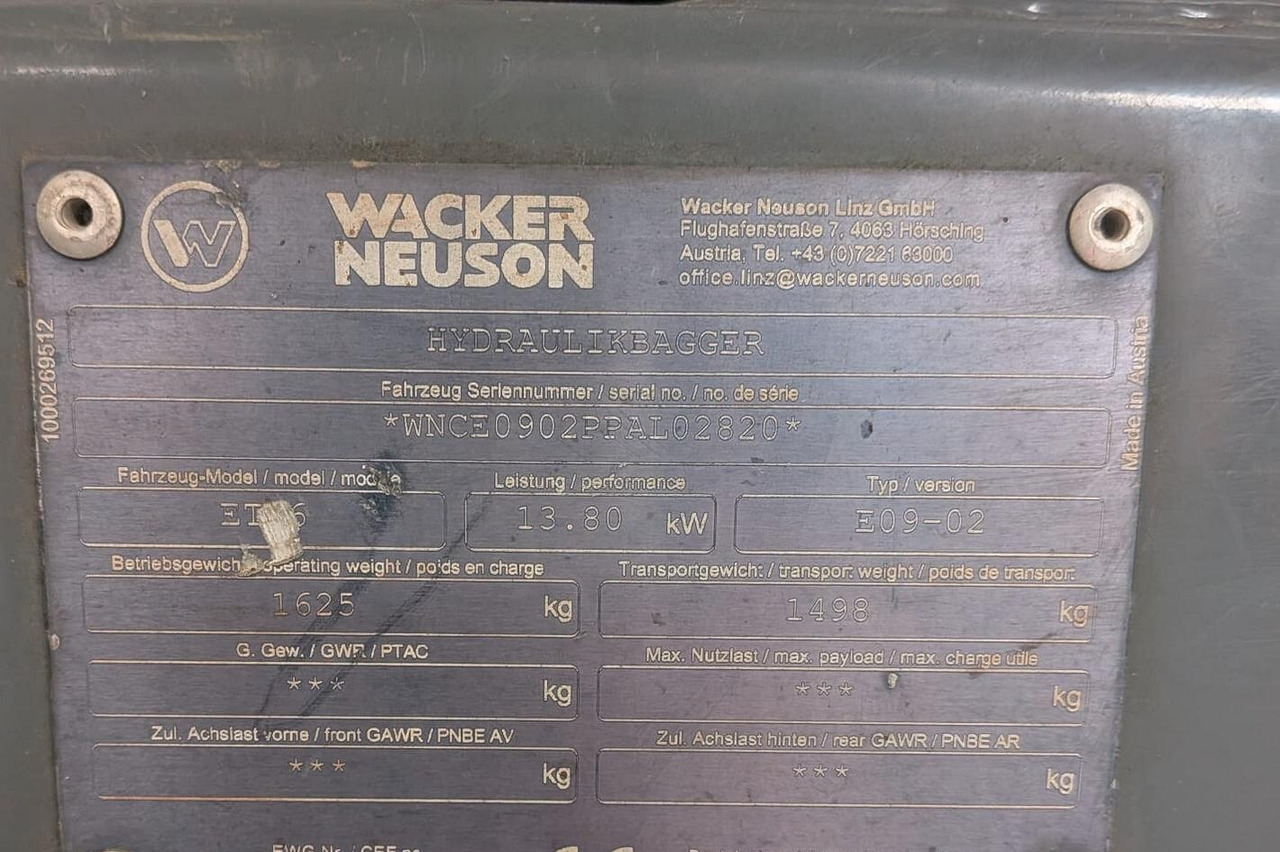 W
WACKER
NEUSON
Wacker Neuson Linz GmbH
Flughafenstraße 7, 4063 Hörsching
Austria, Tel. +43 (0)7221 63000
office.linz@wackerneuson.com
1000269512
HYDRAULIKBAGGER
Made in Austria
Fahrzeug Seriennummer / serial no. / no. de série
*WNCE0902PPAL02820*
Fahrzeug-Model / model / modèle
Leistung / performance
Typ / version
13.80 kW
E09-02
operating weight / poids en charge
Transportgewicht / transport weight / poids de transport
1625 kg
1498 kg
G. Gew. / GWR / PTAC
Max. Nutzlast / max. payload / max. charge utile
*** kg
*** kg
Zul. Achslast vorne / front GAWR / PNBE AV
Zul. Achslast hinten / rear GAWR / PNBE AR
*** kg
*** kg